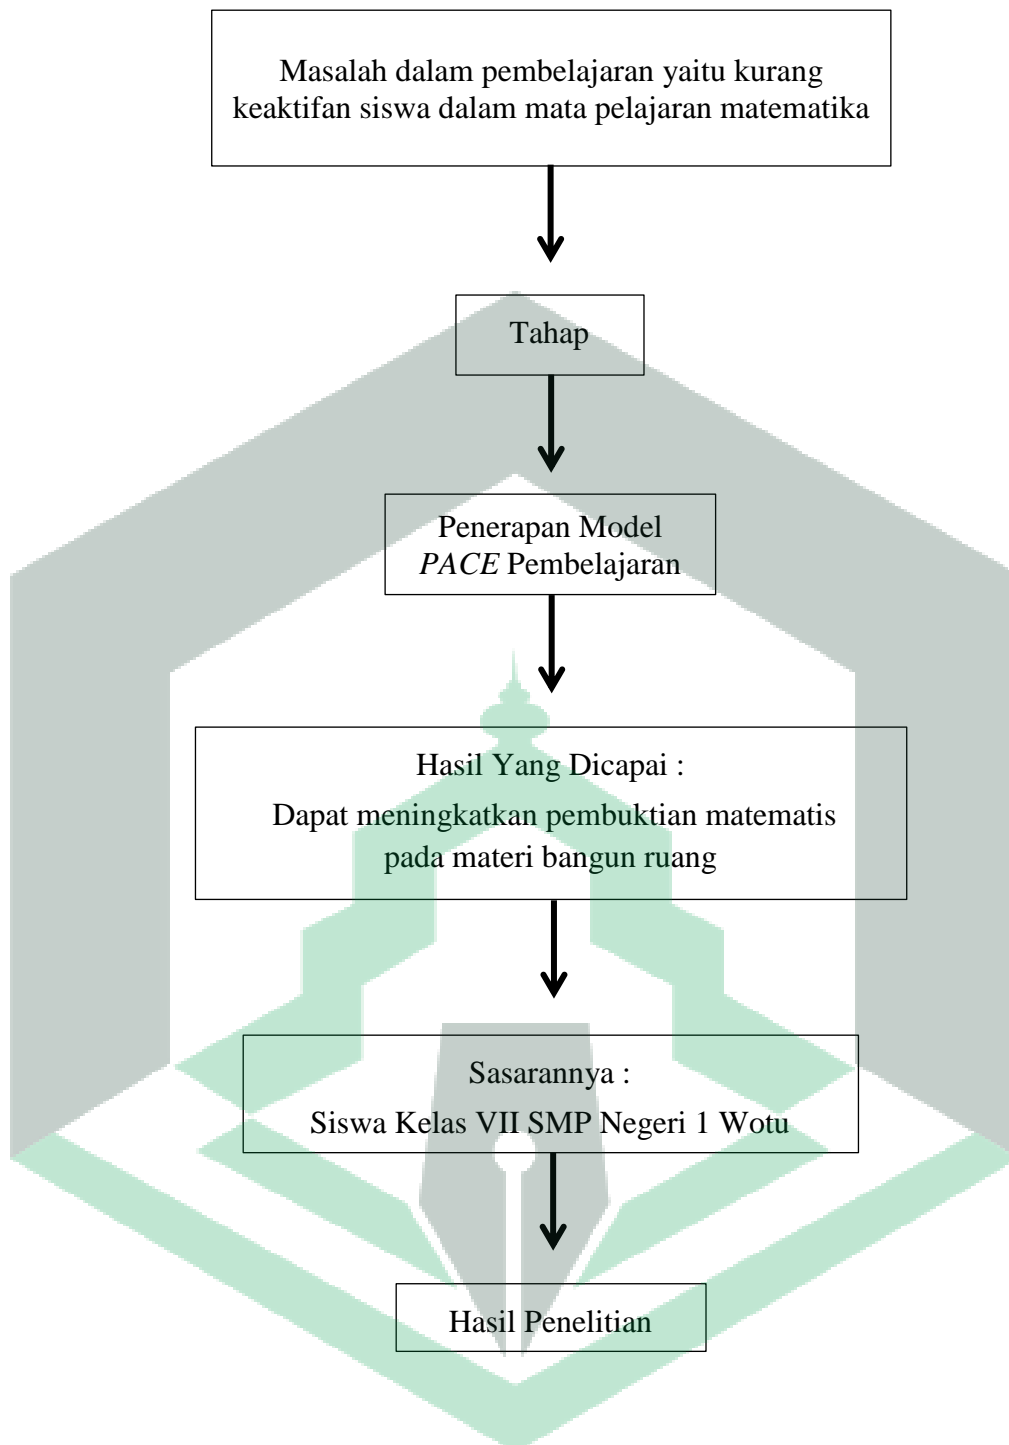 Masalah dalam pembelajaran yaitu kurang
keaktifan siswa dalam mata pelajaran matematika
Tahap
Penerapan Model
PACE Pembelajaran
Hasil Yang Dicapai :
Dapat meningkatkan pembuktian matematis
pada materi bangun ruang
Sasarannya :
Siswa Kelas VII SMP Negeri 1 Wotu
Hasil Penelitian